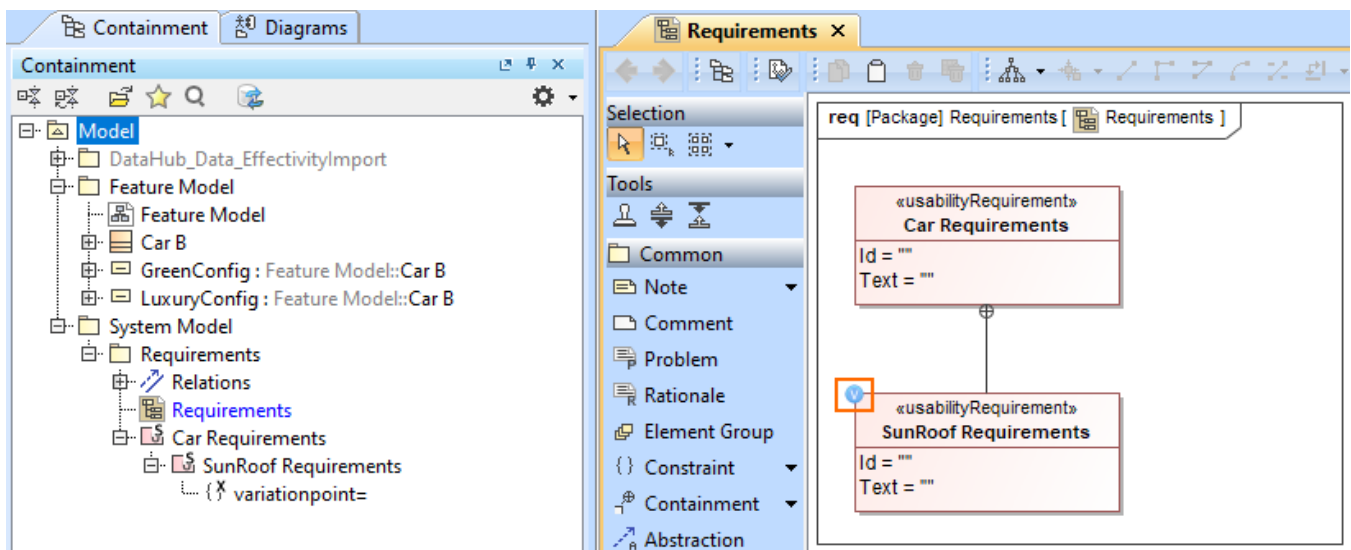 Containment
Diagrams
Containment
Model
DataHub_Data_EffectivityImport
Feature Model
Feature Model
Car B
GreenConfig : Feature Model::Car B
LuxuryConfig : Feature Model::Car B
System Model
Requirements
Relations
Requirements
Car Requirements
SunRoof Requirements
variationpoint=
Requirements
Selection
Tools
Common
Note
Comment
Problem
Rationale
Element Group
Constraint
Containment
Abstraction
req [Package] Requirements [ Requirements ]
«usabilityRequirement»
Car Requirements
Id = ""
Text = ""
V
«usabilityRequirement»
SunRoof Requirements
Id = ""
Text = ""